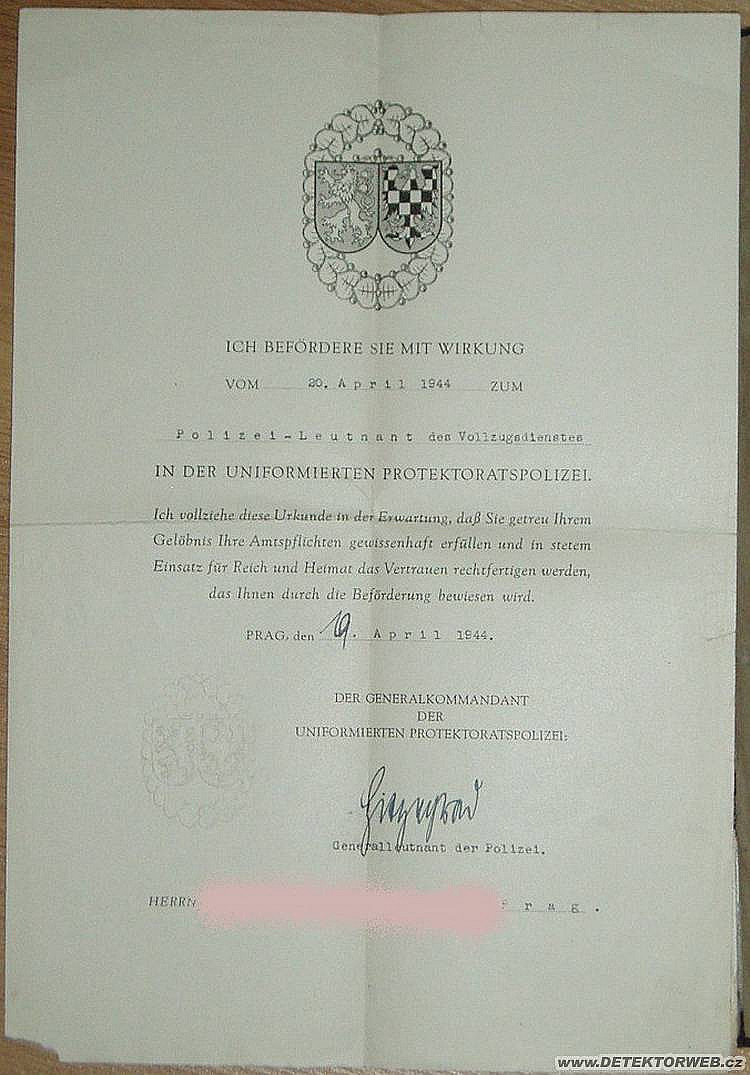 ICH BEFÖRDERE SIE MIT WIRKUNG
VOM 20. April 1944 ZUM
Polizei-Leutnant des Vollzugsdienstes
IN DER UNIFORMIERTEN PROTEKTORATSPOLIZEI.
Ich vollziehe diese Urkunde in der Erwartung, daß Sie getreu Ihrem
Gelöbnis Ihre Amtspflichten gewissenhaft erfüllen und in stetem
Einsatz für Reich und Heimat das Vertrauen rechtfertigen werden,
das Ihnen durch die Beförderung bewiesen wird.
PRAG, den 19. April 1944.
DER GENERALKOMMANDANT
DER
UNIFORMIERTEN PROTEKTORATSPOLIZEI:
Hitzegrad
Generalleutnant der Polizei.
HERRN Prag.
www.DETEKTORWEB.cz